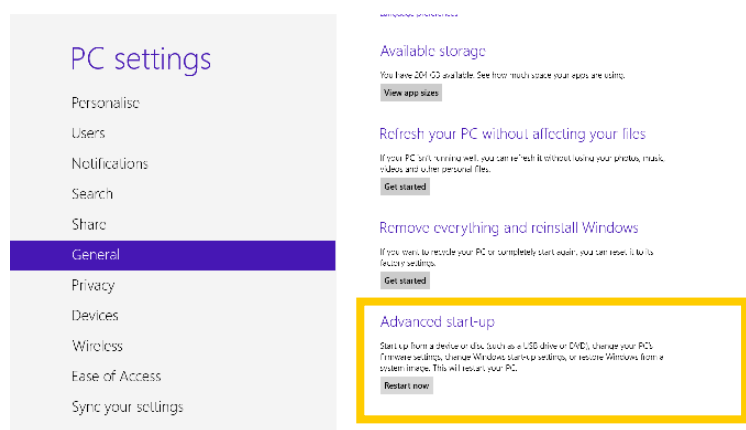 PC settings
Personalise
Users
Notifications
Search
Share
General
Privacy
Devices
Wireless
Ease of Access
Sync your settings
Language preferences
Available storage
You have 204 GB available. See how much space your apps are using.
View app sizes
Refresh your PC without affecting your files
If your PC isn't running well, you can refresh it without losing your photos, music,
videos and other personal files.
Get started
Remove everything and reinstall Windows
If you want to recycle your PC or completely start again, you can reset it to its
factory settings.
Get started
Advanced start-up
Start up from a device or disc (such as a USB drive or DVD), change your PC's
firmware settings, change Windows start-up settings, or restore Windows from a
system image. This will restart your PC.
Restart now